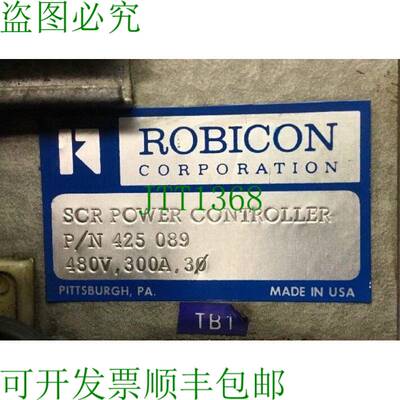 盗图必究
ROBICON
CORPORATION
JTT1368
SCR POWER CONTROLLER
P/N 425 089
480V,300A,3Ø
PITTSBURGH, PA. MADE IN USA
TB1
可开发票顺丰包邮